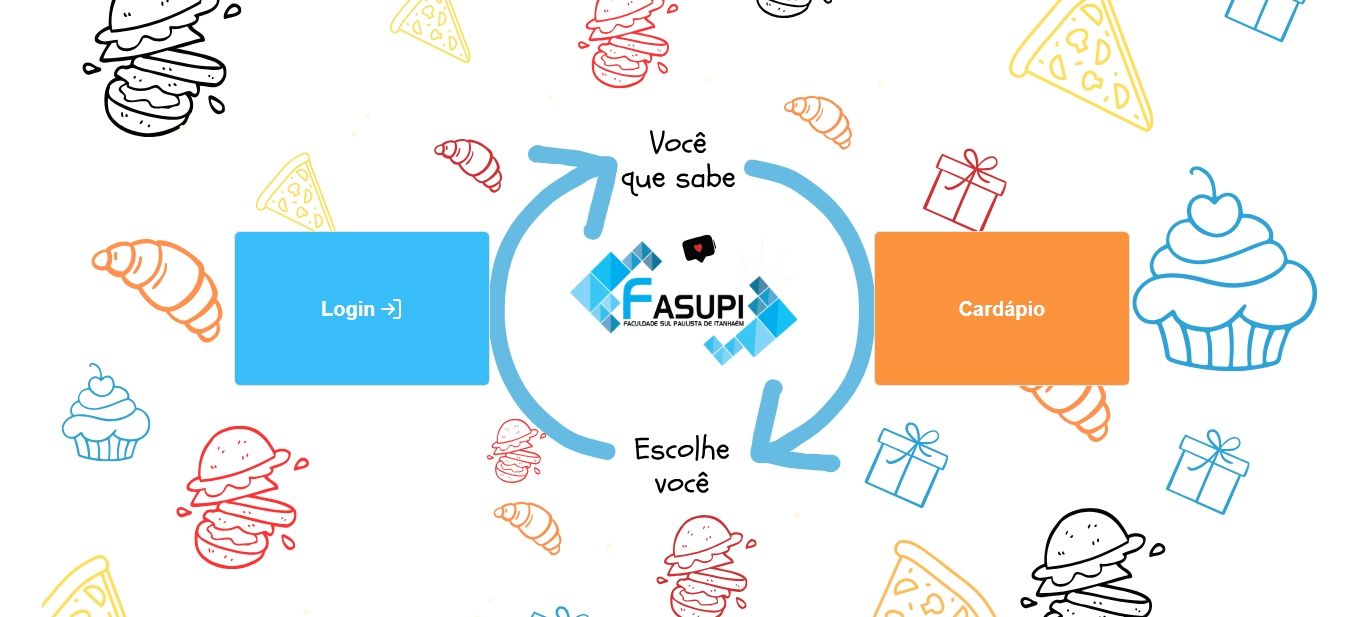 Você
que sabe
Login
FASUPI
FACULDADE SUL PAULISTA DE ITANHAÉM
Cardápio
Escolhe
você